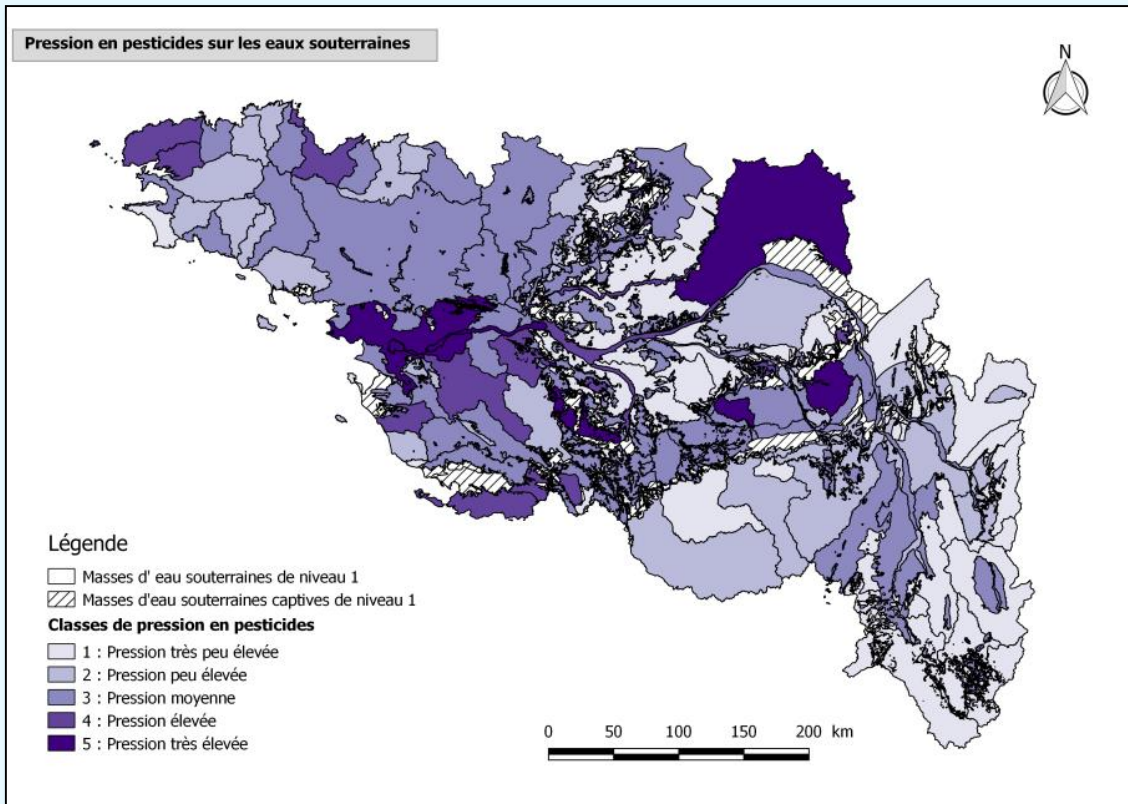 Pression en pesticides sur les eaux souterraines
N
Légende
Masses d' eau souterraines de niveau 1
Masses d'eau souterraines captives de niveau 1
Classes de pression en pesticides
1 : Pression très peu élevée
2 : Pression peu élevée
3 : Pression moyenne
4 : Pression élevée
5 : Pression très élevée
0 50 100 150 200 km